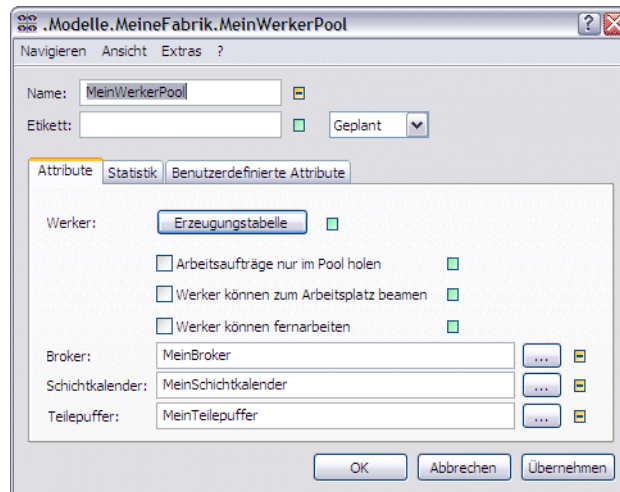 .Modelle.MeineFabrik.MeinWerkerPool
Navigieren Ansicht Extras ?
Name: MeinWerkerPool
Etikett: Geplant
Attribute Statistik Benutzerdefinierte Attribute
Werker: Erzeugungstabelle
Arbeitsaufträge nur im Pool holen
Werker können zum Arbeitsplatz beamen
Werker können fernarbeiten
Broker: MeinBroker ...
Schichtkalender: MeinSchichtkalender ...
Teilepuffer: MeinTeilepuffer ...
OK Abbrechen Übernehmen